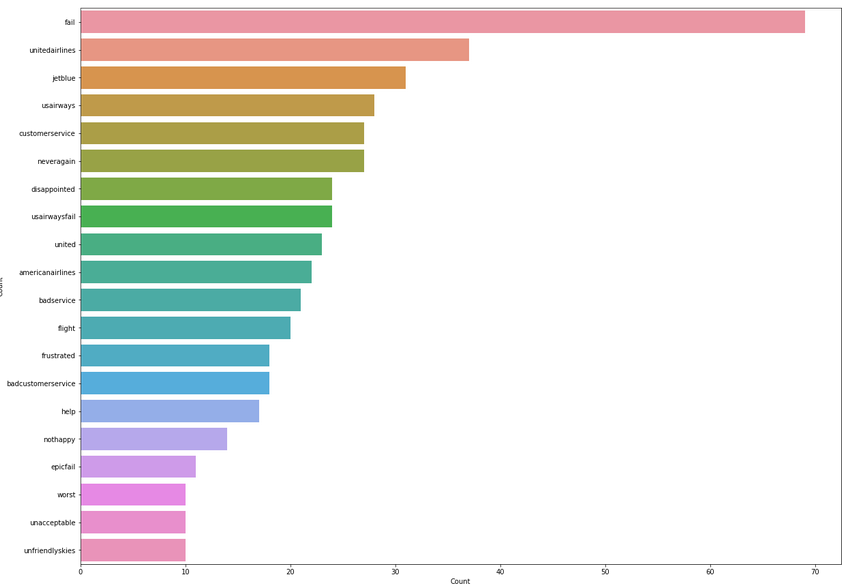 fail
unitedairlines
jetblue
usairways
customerservice
neveragain
disappointed
usairwaysfail
united
americanairlines
badservice
flight
frustrated
badcustomerservice
help
nothappy
epicfail
worst
unacceptable
unfriendlyskies
0 10 20 30 40 50 60 70
Count